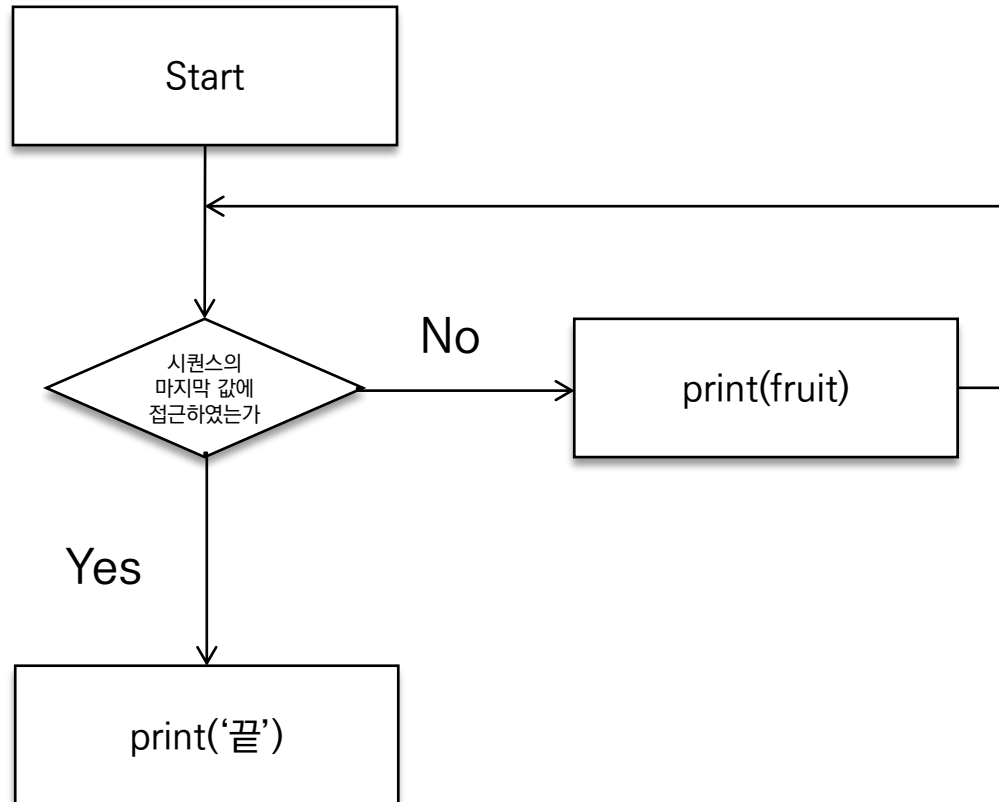 Start
No
시퀀스의
마지막 값에
접근하였는가
print(fruit)
Yes
print(‘끝’)